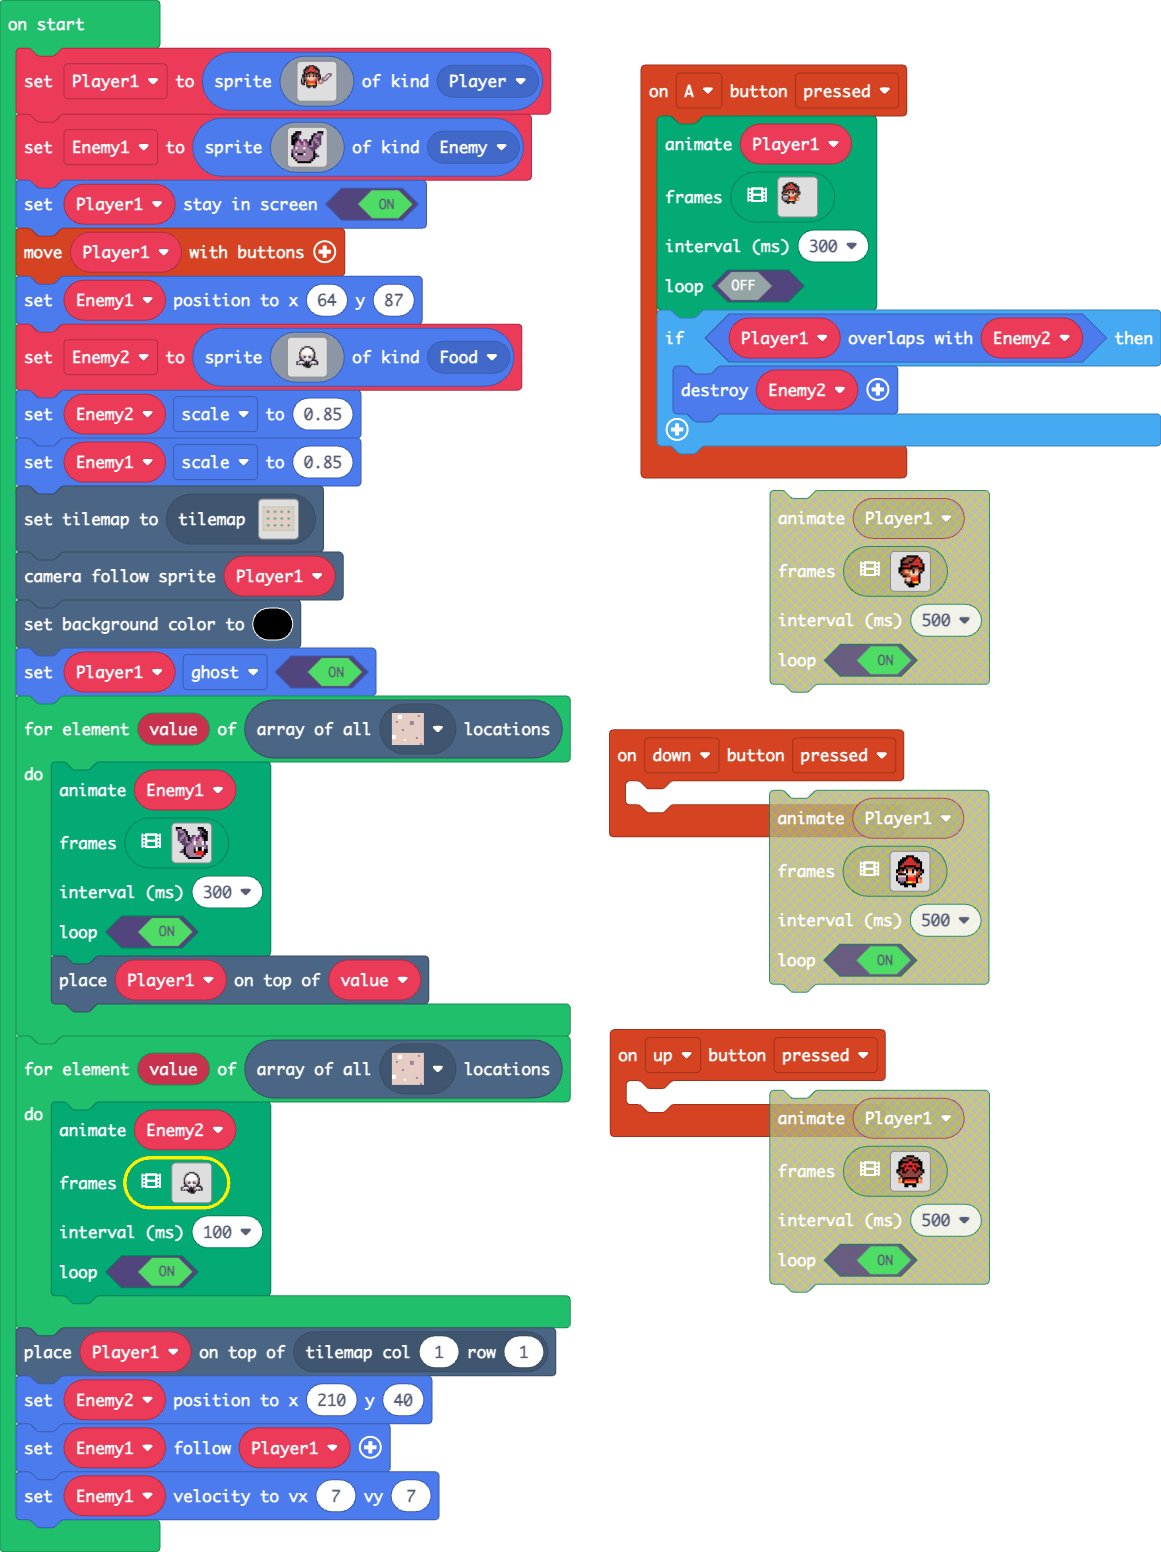 on start
set Player1 to sprite of kind Player
set Enemy1 to sprite of kind Enemy
set Player1 stay in screen ON
move Player1 with buttons
set Enemy1 position to x 64 y 87
set Enemy2 to sprite of kind Food
set Enemy2 scale to 0.85
set Enemy1 scale to 0.85
set tilemap to tilemap
camera follow sprite Player1
set background color to
set Player1 ghost ON
for element value of array of all locations
do
animate Enemy1
frames
interval (ms) 300
loop ON
place Player1 on top of value
for element value of array of all locations
do
animate Enemy2
frames
interval (ms) 100
loop ON
place Player1 on top of tilemap col 1 row 1
set Enemy2 position to x 210 y 40
set Enemy1 follow Player1
set Enemy1 velocity to vx 7 vy 7
on A button pressed
animate Player1
frames
interval (ms) 300
loop OFF
if Player1 overlaps with Enemy2 then
destroy Enemy2
animate Player1
frames
interval (ms) 500
loop ON
on down button pressed
animate Player1
frames
interval (ms) 500
loop ON
on up button pressed
animate Player1
frames
interval (ms) 500
loop ON